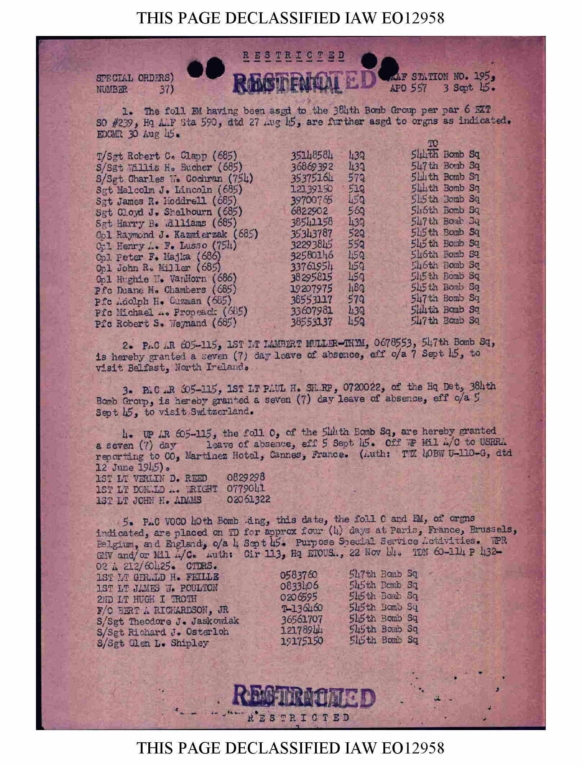 THIS PAGE DECLASSIFIED IAW EO12958
RESTRICTED
SPECIAL ORDERS) AAF STATION NO. 195,
NUMBER 37) APO 557 3 Sept 45.
1. The foll EM having been asgd to the 384th Bomb Group per par 6 EXT
SO #239, Hq AAF Sta 590, dtd 27 Aug 45, are further asgd to orgns as indicated.
EDCMR 30 Aug 45.
TO
T/Sgt Robert C. Clapp (685) 35148584 43Q 544th Bomb Sq
S/Sgt Willis H. Bucher (685) 36869392 43Q 547th Bomb Sq
S/Sgt Charles W. Cochran (754) 35375164 57Q 544th Bomb Sq
Sgt Malcolm J. Lincoln (685) 12139150 51Q 544th Bomb Sq
Sgt James R. Hoddrell (685) 39700765 45Q 545th Bomb Sq
Sgt Cloyd J. Shelbourn (685) 6822902 56Q 546th Bomb Sq
Sgt Harry B. Williams (685) 38541158 43Q 547th Bomb Sq
Cpl Raymond J. Kazmierzak (685) 35343787 52Q 545th Bomb Sq
Cpl Henry A. F. Lusso (754) 32293845 55Q 545th Bomb Sq
Cpl Peter F. Majka (686) 32580146 45Q 546th Bomb Sq
Cpl John R. Miller (685) 33761954 45Q 546th Bomb Sq
Cpl Hughie W. VanHorn (686) 38295815 45Q 545th Bomb Sq
Pfc Duane H. Chambers (685) 19207975 48Q 545th Bomb Sq
Pfc Adolph H. Guzman (685) 38553117 57Q 547th Bomb Sq
Pfc Michael A. Propeack (685) 33607981 43Q 544th Bomb Sq
Pfc Robert S. Weymand (685) 38553137 45Q 547th Bomb Sq
2. PAC AR 605-115, 1ST LT LAMBERT MULLER-THYM, 0678553, 547th Bomb Sq,
is hereby granted a seven (7) day leave of absence, eff o/a 7 Sept 45, to
visit Belfast, North Ireland.
3. PAC AR 605-115, 1ST LT PAUL H. SHARP, 0720022, of the Hq Det, 384th
Bomb Group, is hereby granted a seven (7) day leave of absence, eff o/a 5
Sept 45, to visit Switzerland.
4. UP AR 605-115, the foll O, of the 544th Bomb Sq, are hereby granted
a seven (7) day leave of absence, eff 5 Sept 45. Off WP Mil A/C to USRRA
reporting to CO, Martinez Hotel, Cannes, France. (Auth: TWX 40BW U-110-G, dtd
12 June 1945).
1ST LT VERLIN D. REED 0829298
1ST LT DONALD A. WRIGHT 0779041
1ST LT JOHN H. ADAMS 02061322
5. PAC VOCO 40th Bomb Wing, this date, the foll O and EM, of orgns
indicated, are placed on TD for approx four (4) days at Paris, France, Brussels,
Belgium, and England, o/a 4 Sept 45. Purpose Special Service Activities. TPR
GMV and/or Mil A/C. Auth: Cir 113, Hq ETOUSA, 22 Nov 44. TDN 60-114 P 432-
02 A 212/60425. OTDRS.
1ST LT GERALD H. FEILLE 0583760 547th Bomb Sq
1ST LT JAMES W. POULTON 0833406 545th Bomb Sq
2ND LT HUGH I TROTH 0206595 545th Bomb Sq
F/O BERT A RICHARDSON, JR T-136460 545th Bomb Sq
S/Sgt Theodore J. Jaskowiak 36561707 545th Bomb Sq
S/Sgt Richard J. Osterloh 12178944 545th Bomb Sq
S/Sgt Glen L. Shipley 19175150 545th Bomb Sq
RESTRICTED
RESTRICTED
THIS PAGE DECLASSIFIED IAW EO12958